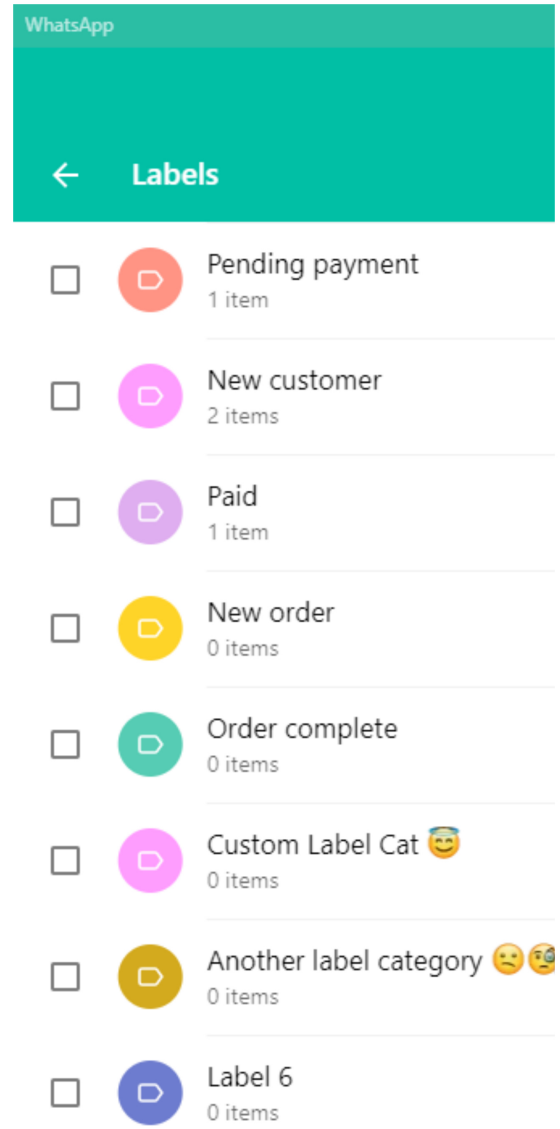 WhatsApp
Labels
Pending payment
1 item
New customer
2 items
Paid
1 item
New order
0 items
Order complete
0 items
Custom Label Cat 😇
0 items
Another label category 😕🧐
0 items
Label 6
0 items